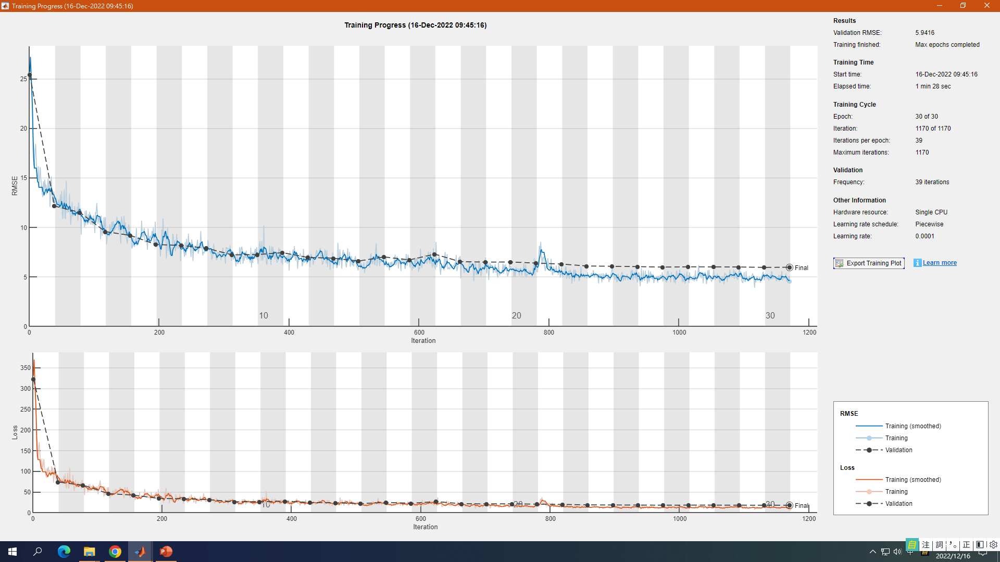 Training Progress (16-Dec-2022 09:45:16)
Training Progress (16-Dec-2022 09:45:16)
25
20
15
10
5
0
RMSE
10
20
30
Final
0
200
400
600
800
1000
1200
Iteration
350
300
250
200
150
100
50
0
Loss
10
20
30
Final
0
200
400
600
800
1000
1200
Iteration
Results
Validation RMSE: 5.9416
Training finished: Max epochs completed
Training Time
Start time: 16-Dec-2022 09:45:16
Elapsed time: 1 min 28 sec
Training Cycle
Epoch: 30 of 30
Iteration: 1170 of 1170
Iterations per epoch: 39
Maximum iterations: 1170
Validation
Frequency: 39 iterations
Other Information
Hardware resource: Single CPU
Learning rate schedule: Piecewise
Learning rate: 0.0001
Export Training Plot
Learn more
RMSE
Training (smoothed)
Training
Validation
Loss
Training (smoothed)
Training
Validation
自 注 詞 正
2022/12/16